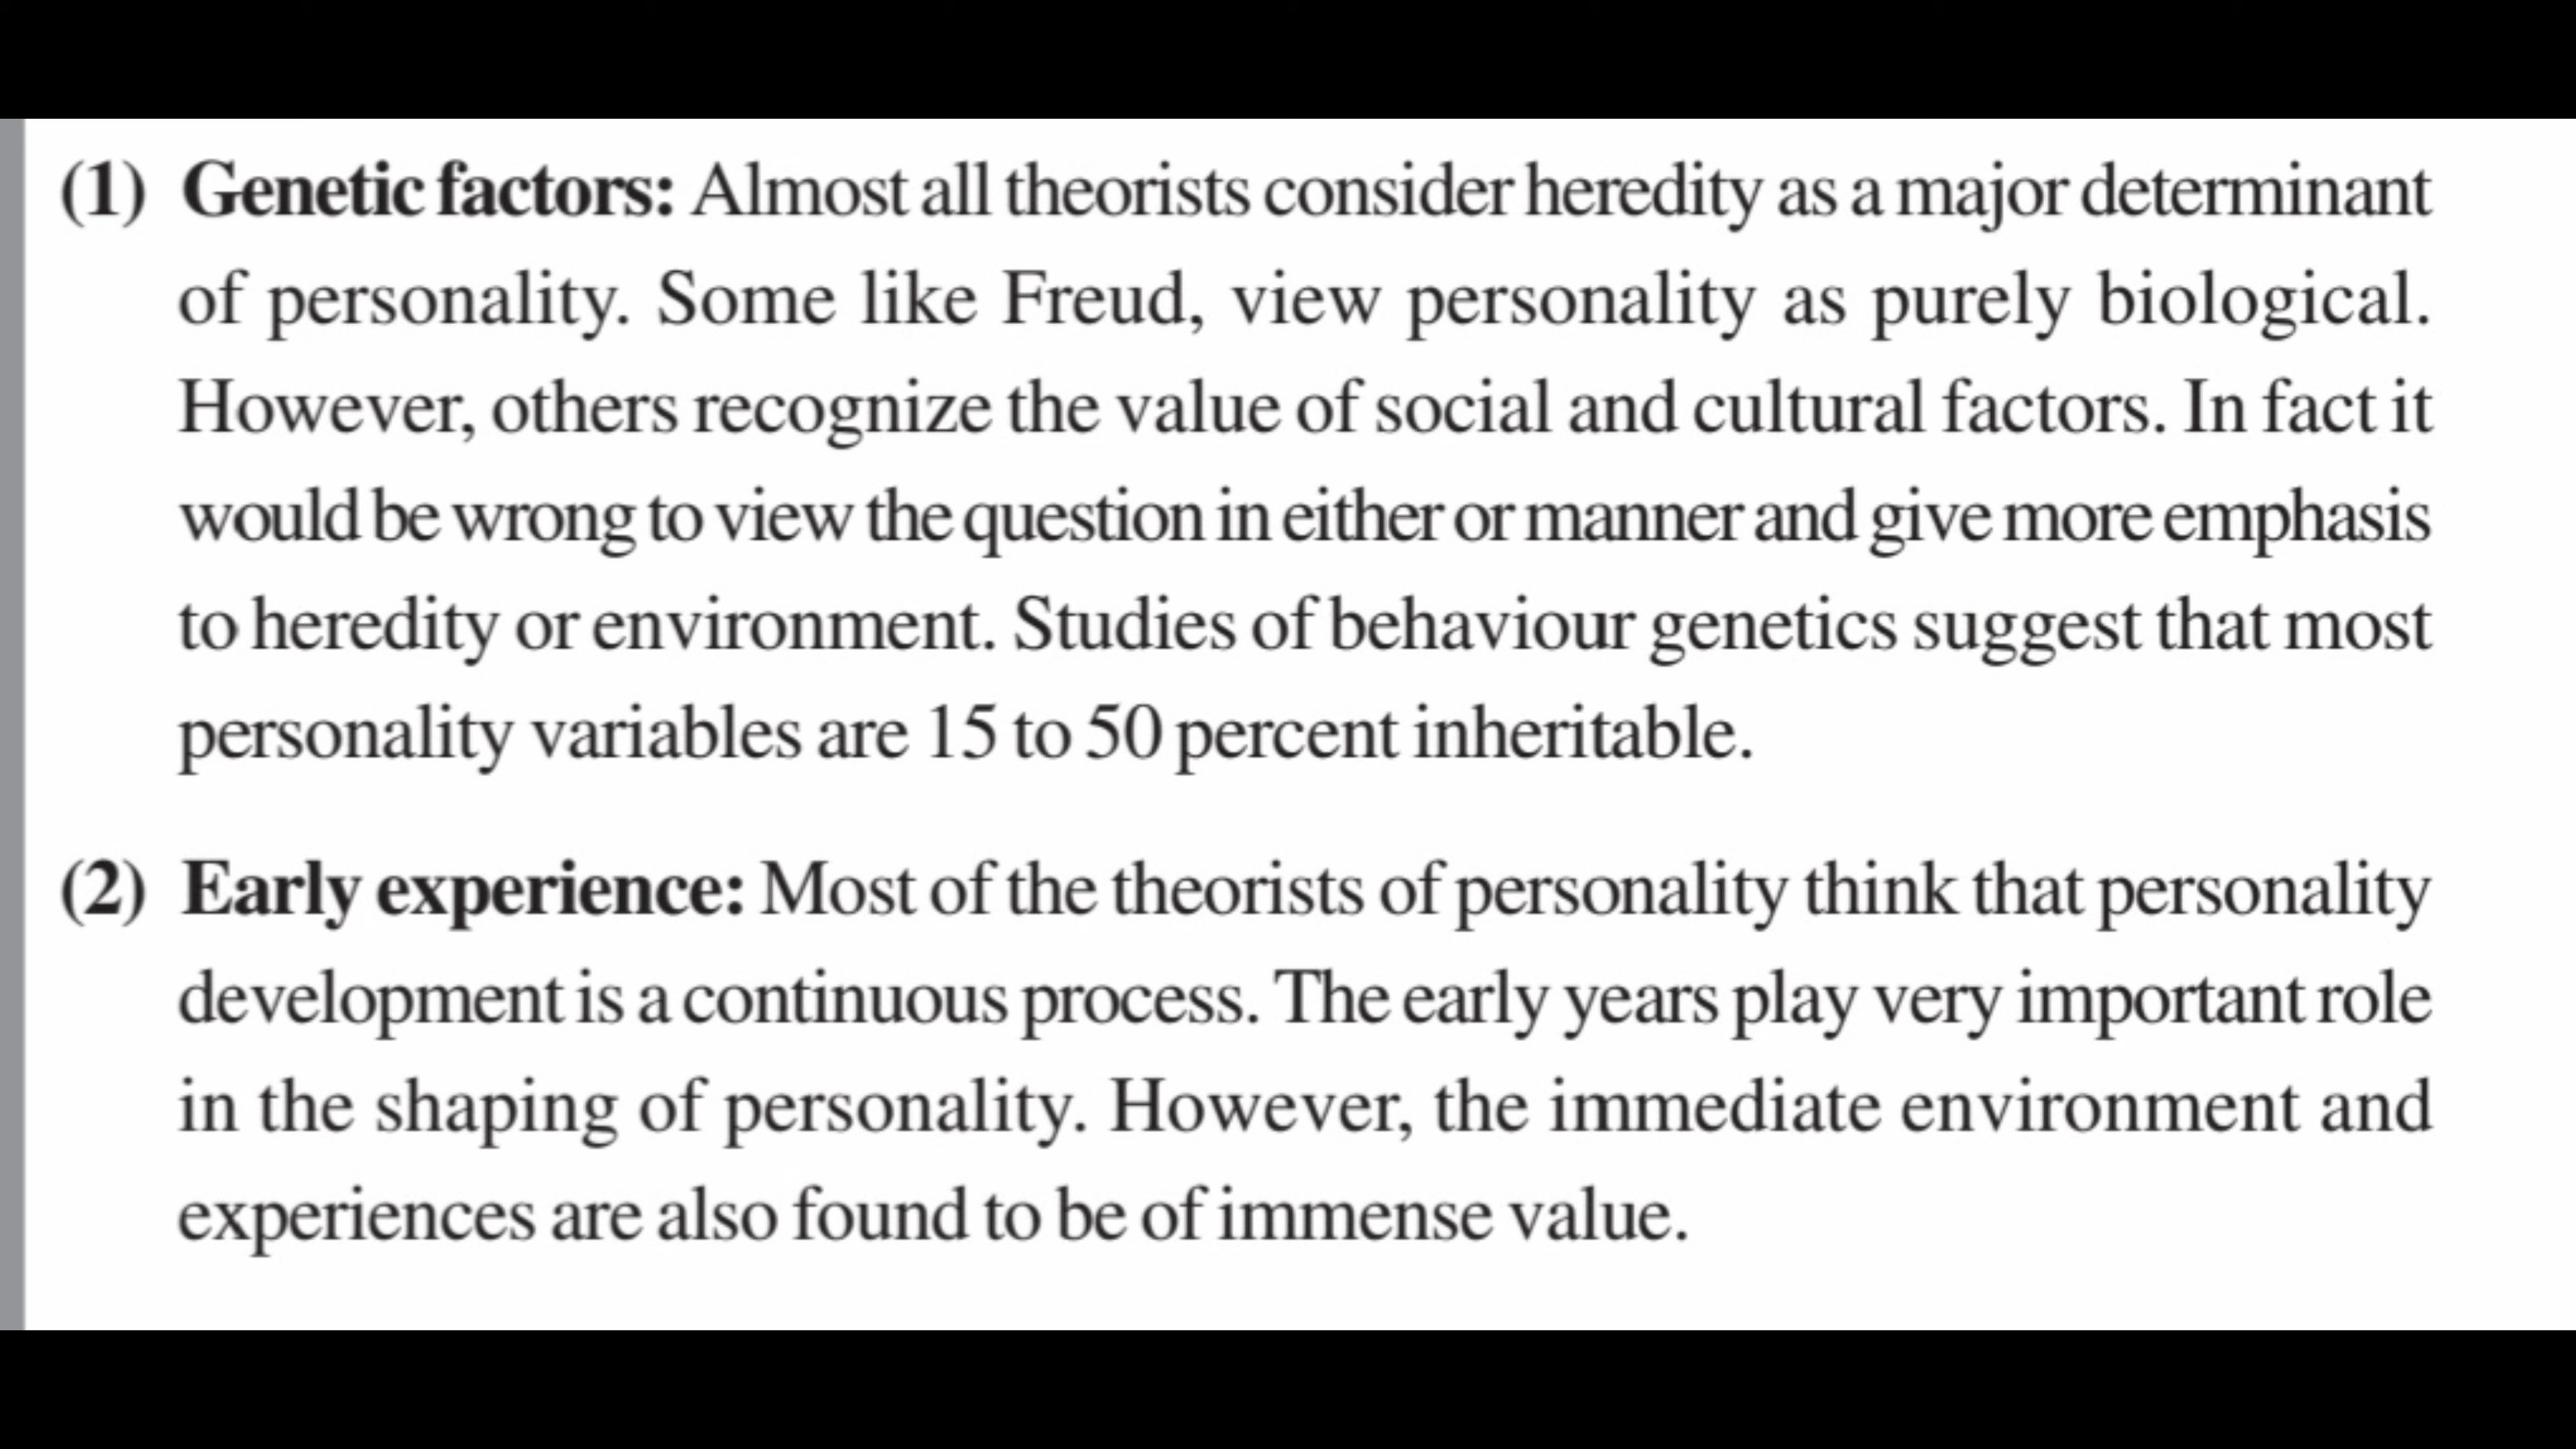 (1) Genetic factors: Almost all theorists consider heredity as a major determinant
of personality. Some like Freud, view personality as purely biological.
However, others recognize the value of social and cultural factors. In fact it
would be wrong to view the question in either or manner and give more emphasis
to heredity or environment. Studies of behaviour genetics suggest that most
personality variables are 15 to 50 percent inheritable.
(2) Early experience: Most of the theorists of personality think that personality
development is a continuous process. The early years play very important role
in the shaping of personality. However, the immediate environment and
experiences are also found to be of immense value.